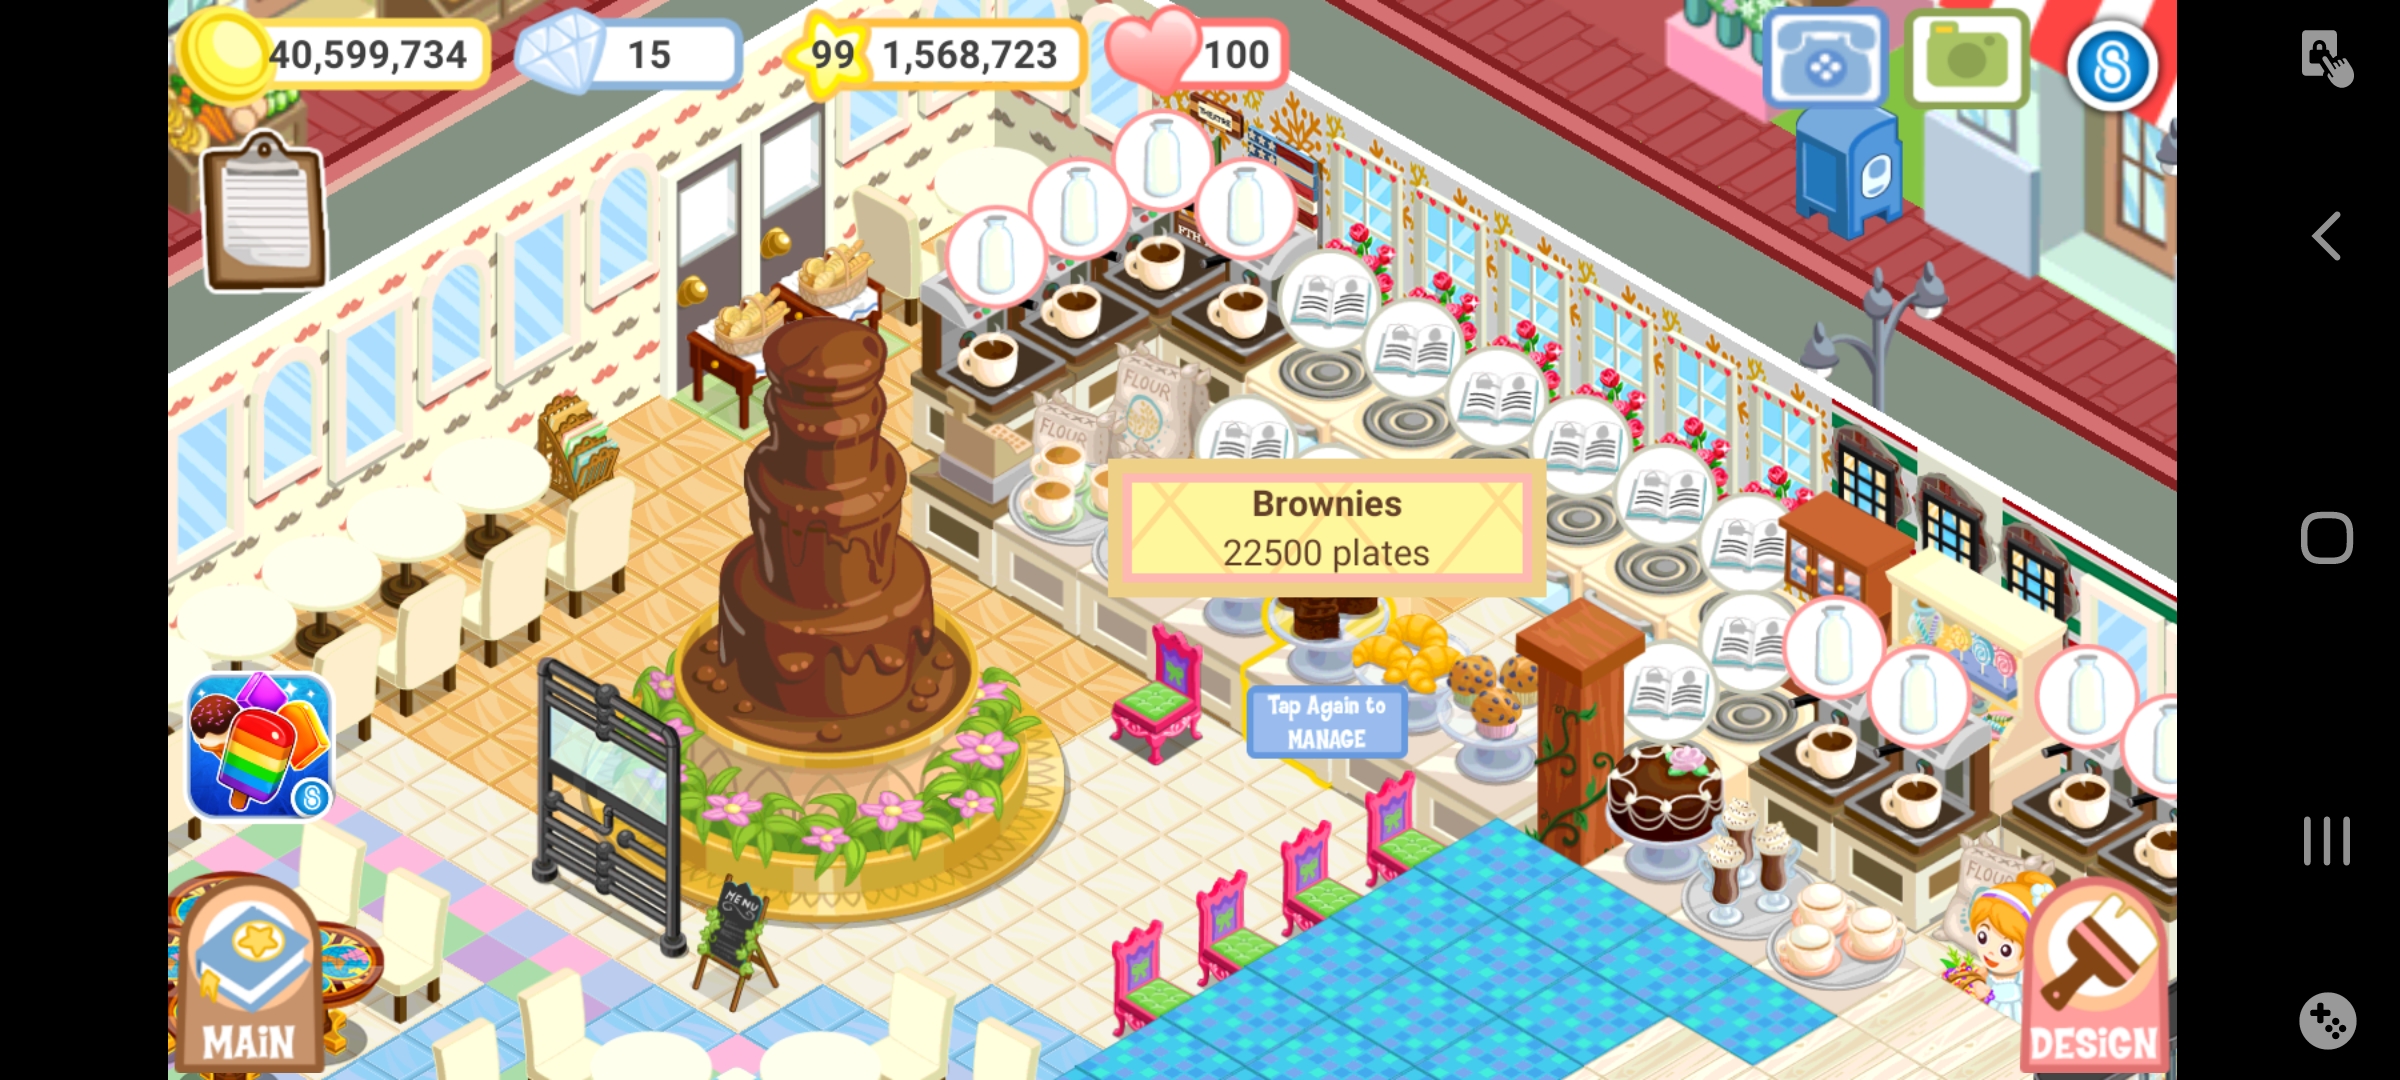 40,599,734
15
99
1,568,723
100
FLOUR
FLOUR
Brownies
22500 plates
Tap Again to
MANAGE
MENU
FLOUR
MAiN
DESiGN